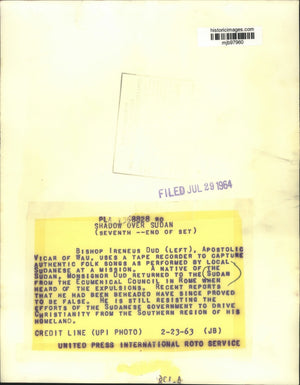 historicimages.com
mjb97960
FILED JUL 29 1964
8828
SHADOW OVER SUDAN
(SEVENTH --END OF SET)
BISHOP IRENEUS DUD (LEFT), APOSTOLIC
VICAR OF WAU, USES A TAPE RECORDER TO CAPTURE
AUTHENTIC FOLK SONGS AS PERFORMED BY LOCAL
SUDANESE AT A MISSION. A NATIVE OF THE
SUDAN, MONSIGNOR DUD RETURNED TO THE SUDAN
FROM THE ECUMENICAL COUNCIL IN ROME WHEN
HEARD OF THE EXPULSIONS. RECENT REPORTS
THAT HE HAD BEEN BEHEADED HAVE SINCE PROVED
TO BE FALSE. HE IS STILL RESISTING THE
EFFORTS OF THE SUDANESE GOVERNMENT TO DRIVE
CHRISTIANITY FROM THE SOUTHERN REGION OF HIS
HOMELAND.
CREDIT LINE (UPI PHOTO) 2-23-63 (JB)
UNITED PRESS INTERNATIONAL ROTO SERVICE